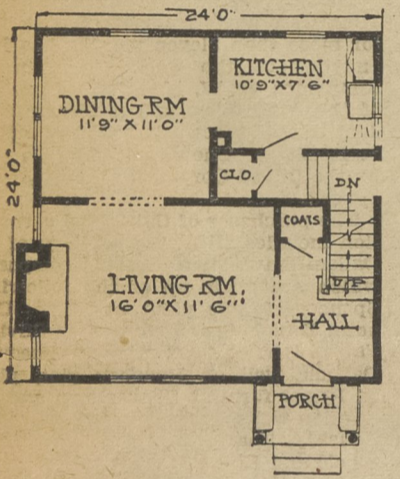 24'0"
24'0"
KITCHEN
10'9"X7'6"
DINING RM
11'9" X 11'0"
CLO.
DN
COATS
UP
LIVING RM.
16'0"X 11'6"
HALL
PORCH